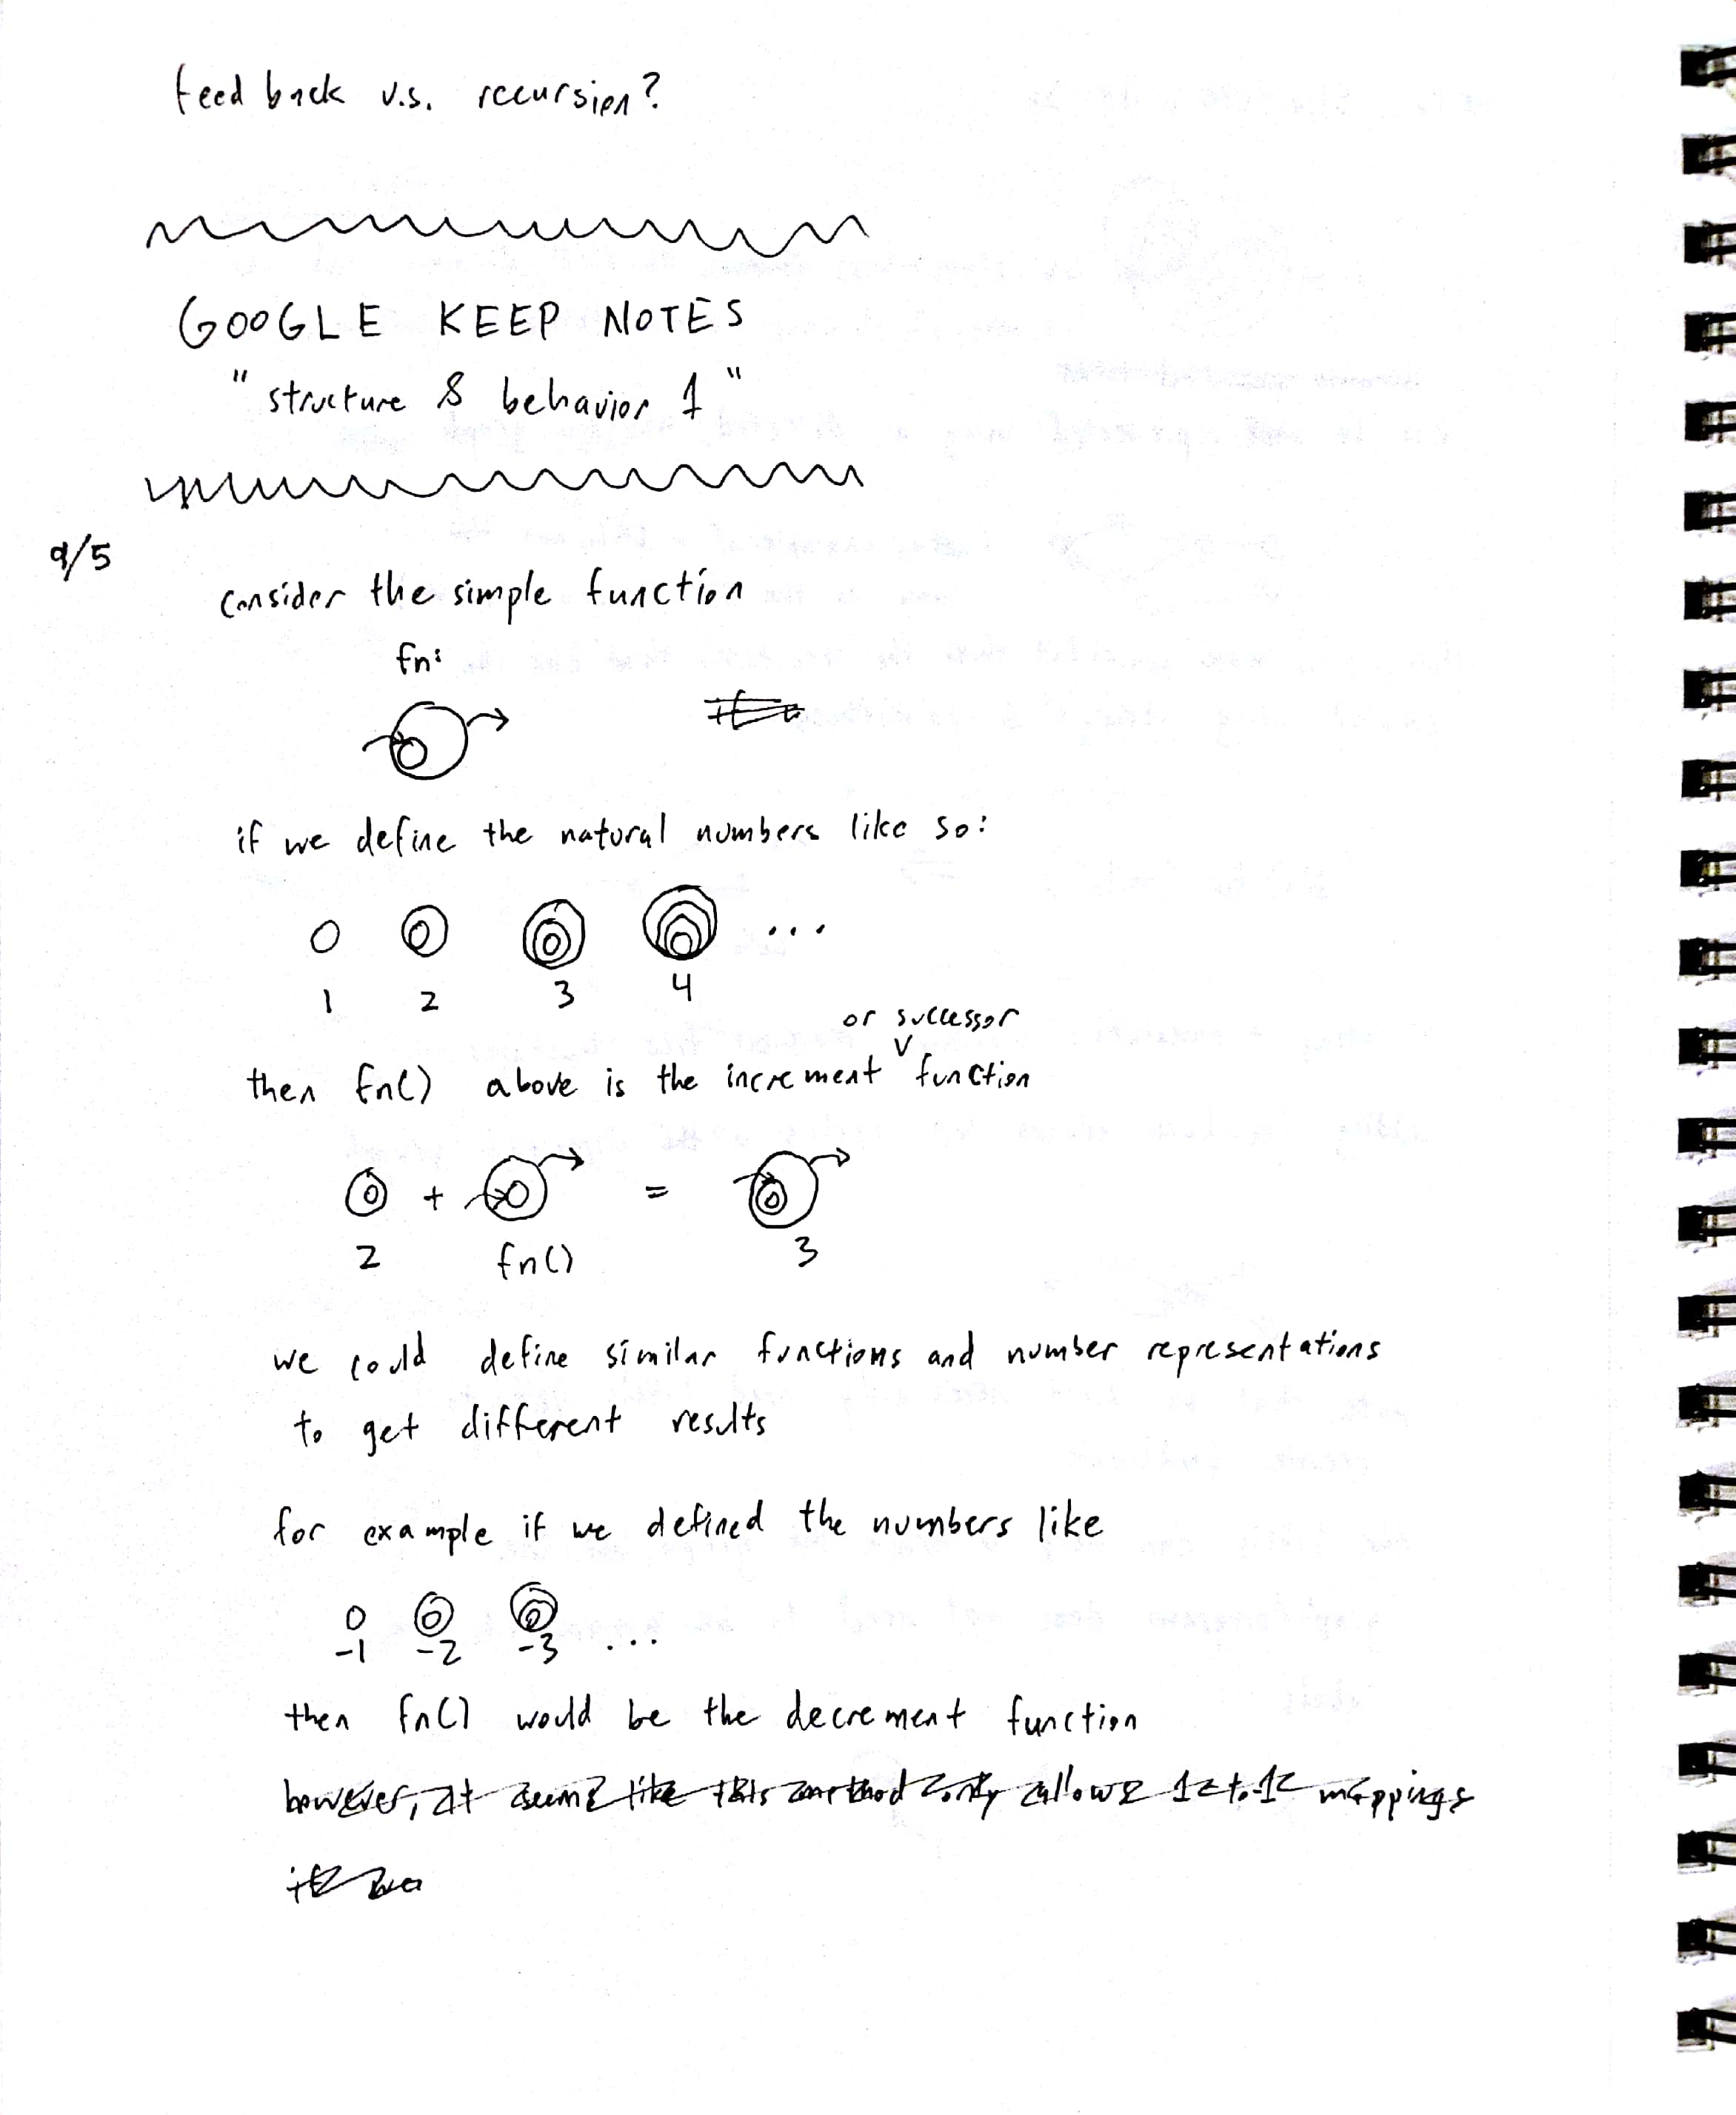 feedback v.s. recursion?
GOOGLE KEEP NOTES
"structure & behavior 1"
9/5
consider the simple function
fn:
if we define the natural numbers like so:
1 2 3 4 ...
or successor
then fn() above is the increment function
+ =
2 fn() 3
we could define similar functions and number representations
to get different results
for example if we defined the numbers like
-1 -2 -3 ...
then fn() would be the decrement function
however, it seems like this method only allows 1 to 1 mappings